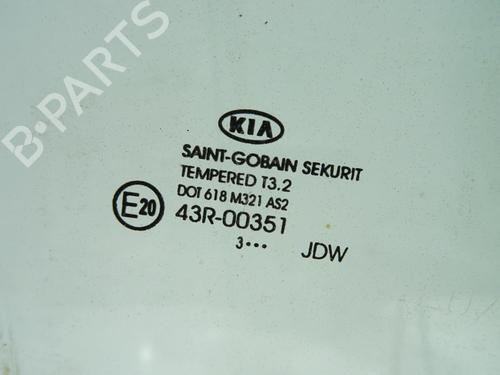 B-PARTS
KIA
SAINT-GOBAIN SEKURIT
TEMPERED T3.2
DOT 618 M321 AS2
E20 43R-00351
3••• JDW